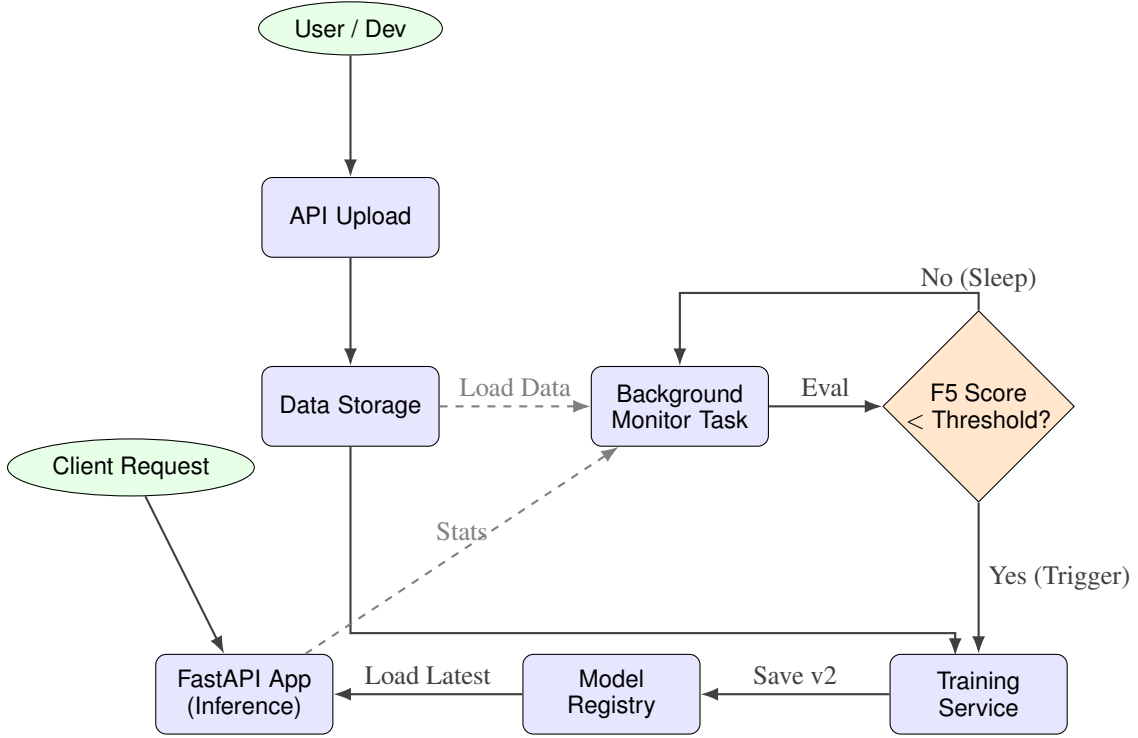 User / Dev
API Upload
No (Sleep)
Data Storage
Load Data
Background
Monitor Task
Eval
F5 Score
< Threshold?
Client Request
Stats
Yes (Trigger)
FastAPI App
(Inference)
Load Latest
Model
Registry
Save v2
Training
Service